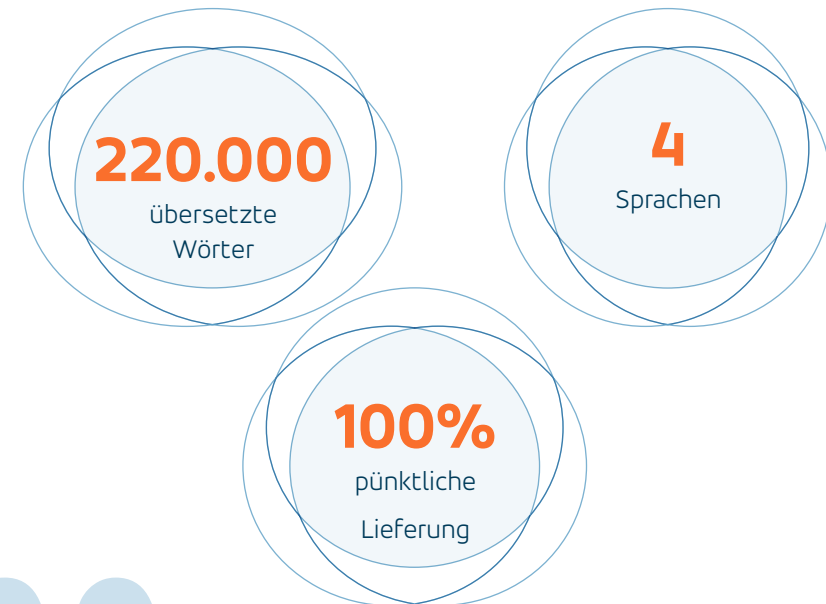 220.000
übersetzte
Wörter
4
Sprachen
100%
pünktliche
Lieferung